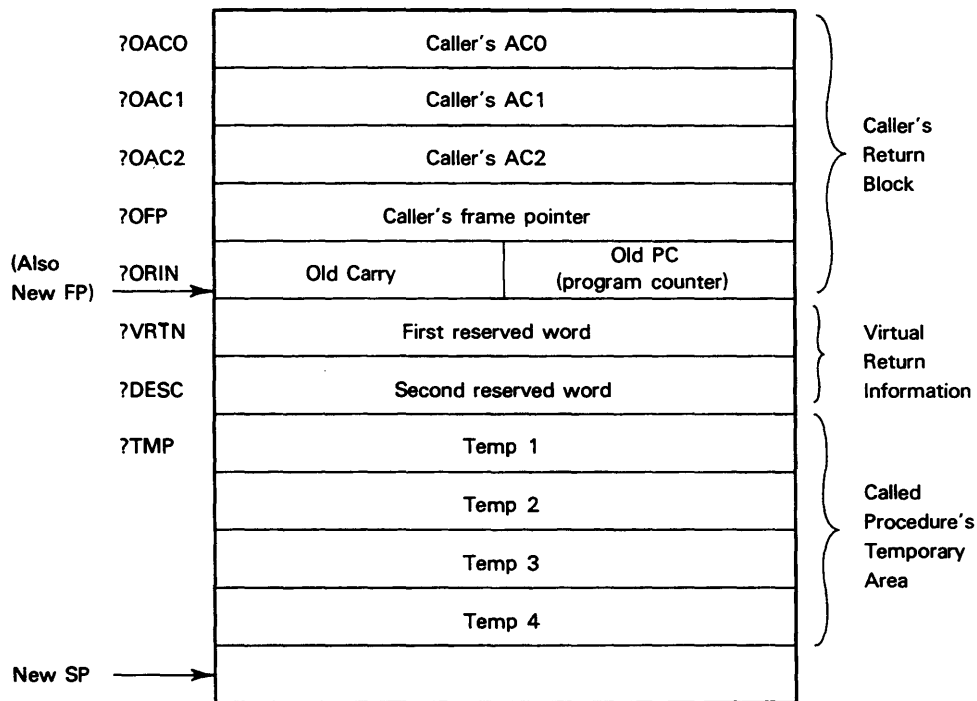 ?OAC0 Caller's AC0
?OAC1 Caller's AC1
?OAC2 Caller's AC2
Caller's
Return
Block
?OFP Caller's frame pointer
(Also
New FP)
?ORIN Old Carry Old PC
(program counter)
?VRTN First reserved word
?DESC Second reserved word
Virtual
Return
Information
?TMP Temp 1
Temp 2
Temp 3
Temp 4
Called
Procedure's
Temporary
Area
New SP